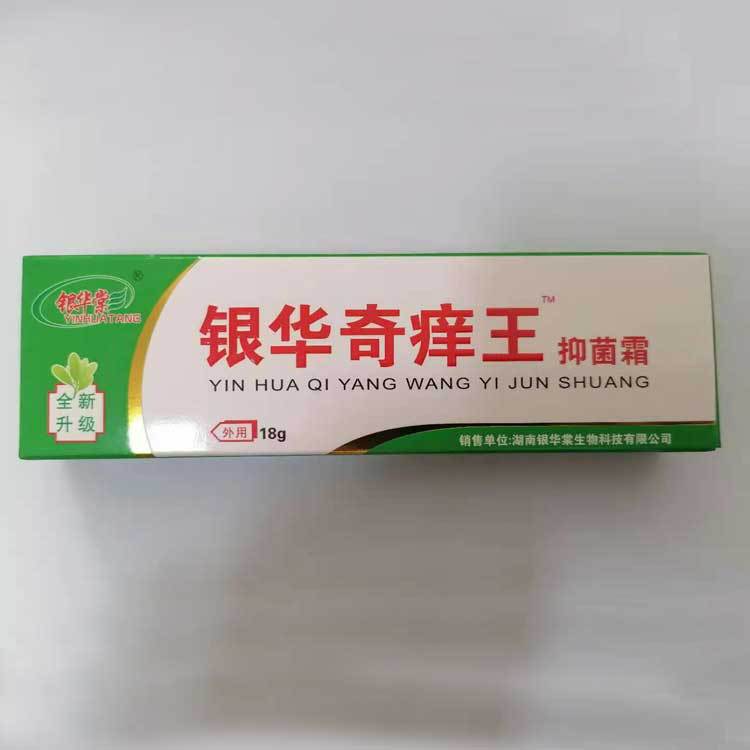 银华棠®
YINHUATANG
全新
升级
银华奇痒王™ 抑菌霜
YIN HUA QI YANG WANG YI JUN SHUANG
外用 18g
销售单位:湖南银华棠生物科技有限公司